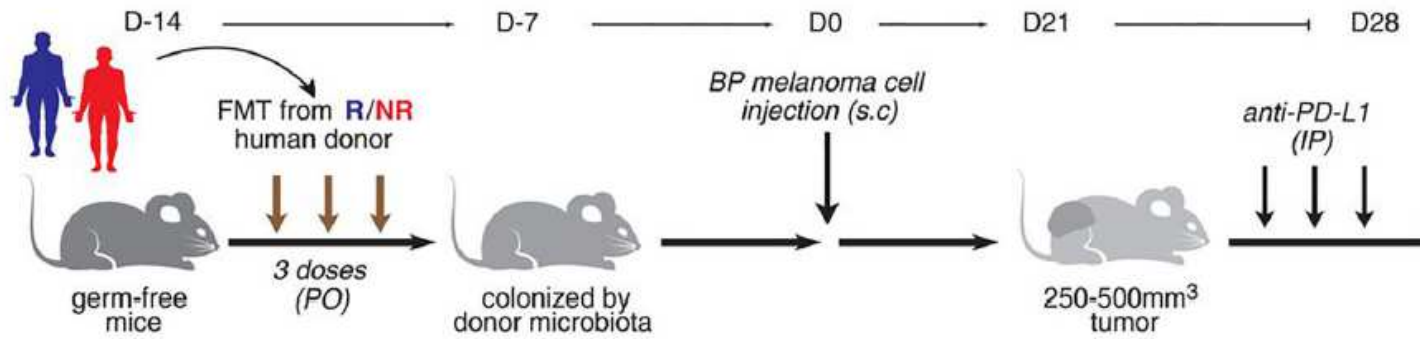 D-14
D-7
D0
D21
D28
FMT from R/NR
human donor
BP melanoma cell
injection (s.c)
anti-PD-L1
(IP)
3 doses
(PO)
germ-free
mice
colonized by
donor microbiota
250-500mm³
tumor